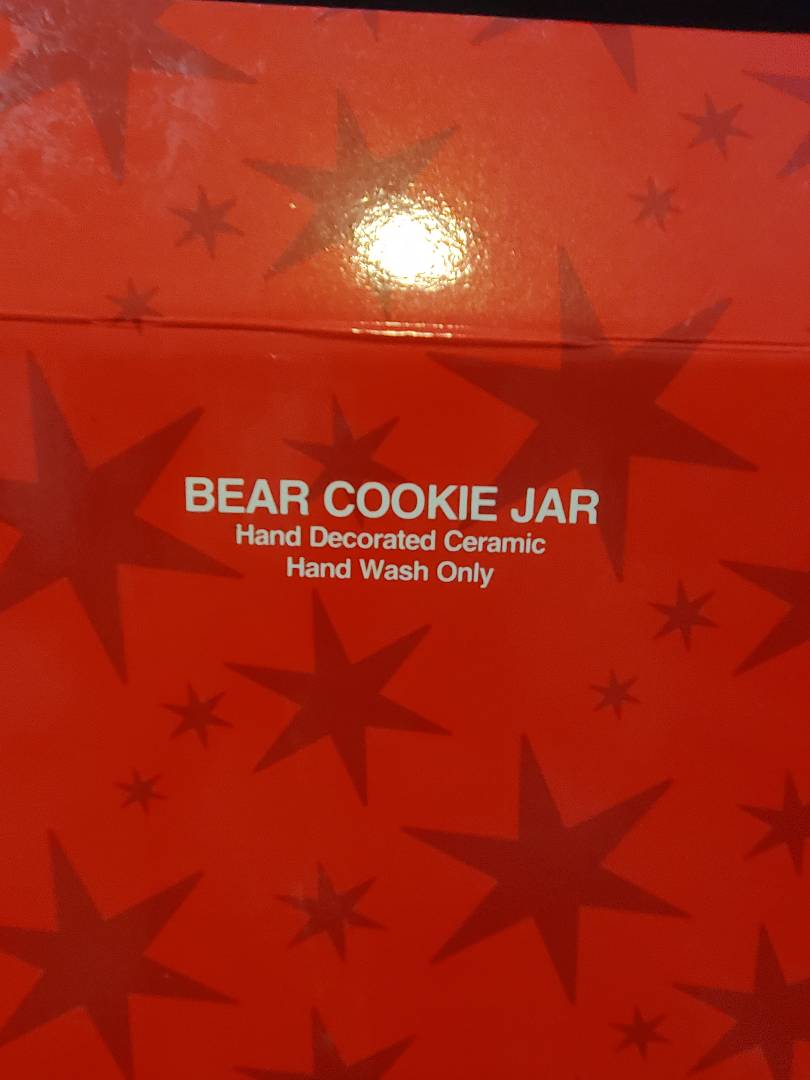 BEAR COOKIE JAR
Hand Decorated Ceramic
Hand Wash Only